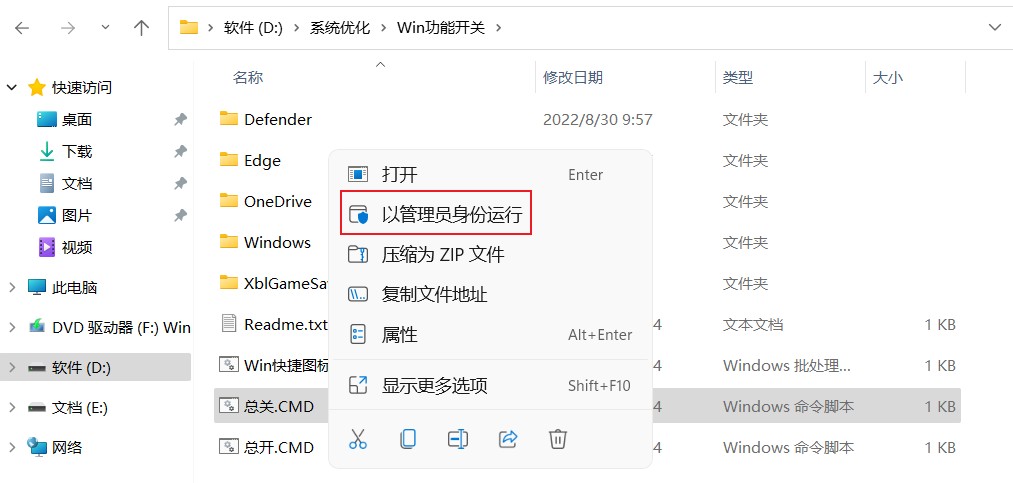 软件 (D:) 系统优化 Win功能开关
名称 修改日期 类型 大小
快速访问
桌面
下载
文档
图片
视频
此电脑
DVD 驱动器 (F:) Win
软件 (D:)
文档 (E:)
网络
Defender 2022/8/30 9:57 文件夹
Edge 文件夹
OneDrive 文件夹
Windows 文件夹
XblGameSa 文件夹
Readme.txt 4 文本文档 1 KB
Win快捷图标 4 Windows 批处理... 1 KB
总关.CMD 4 Windows 命令脚本 1 KB
总开.CMD 4 Windows 命令脚本 1 KB
打开 Enter
以管理员身份运行
压缩为 ZIP 文件
复制文件地址
属性 Alt+Enter
显示更多选项 Shift+F10